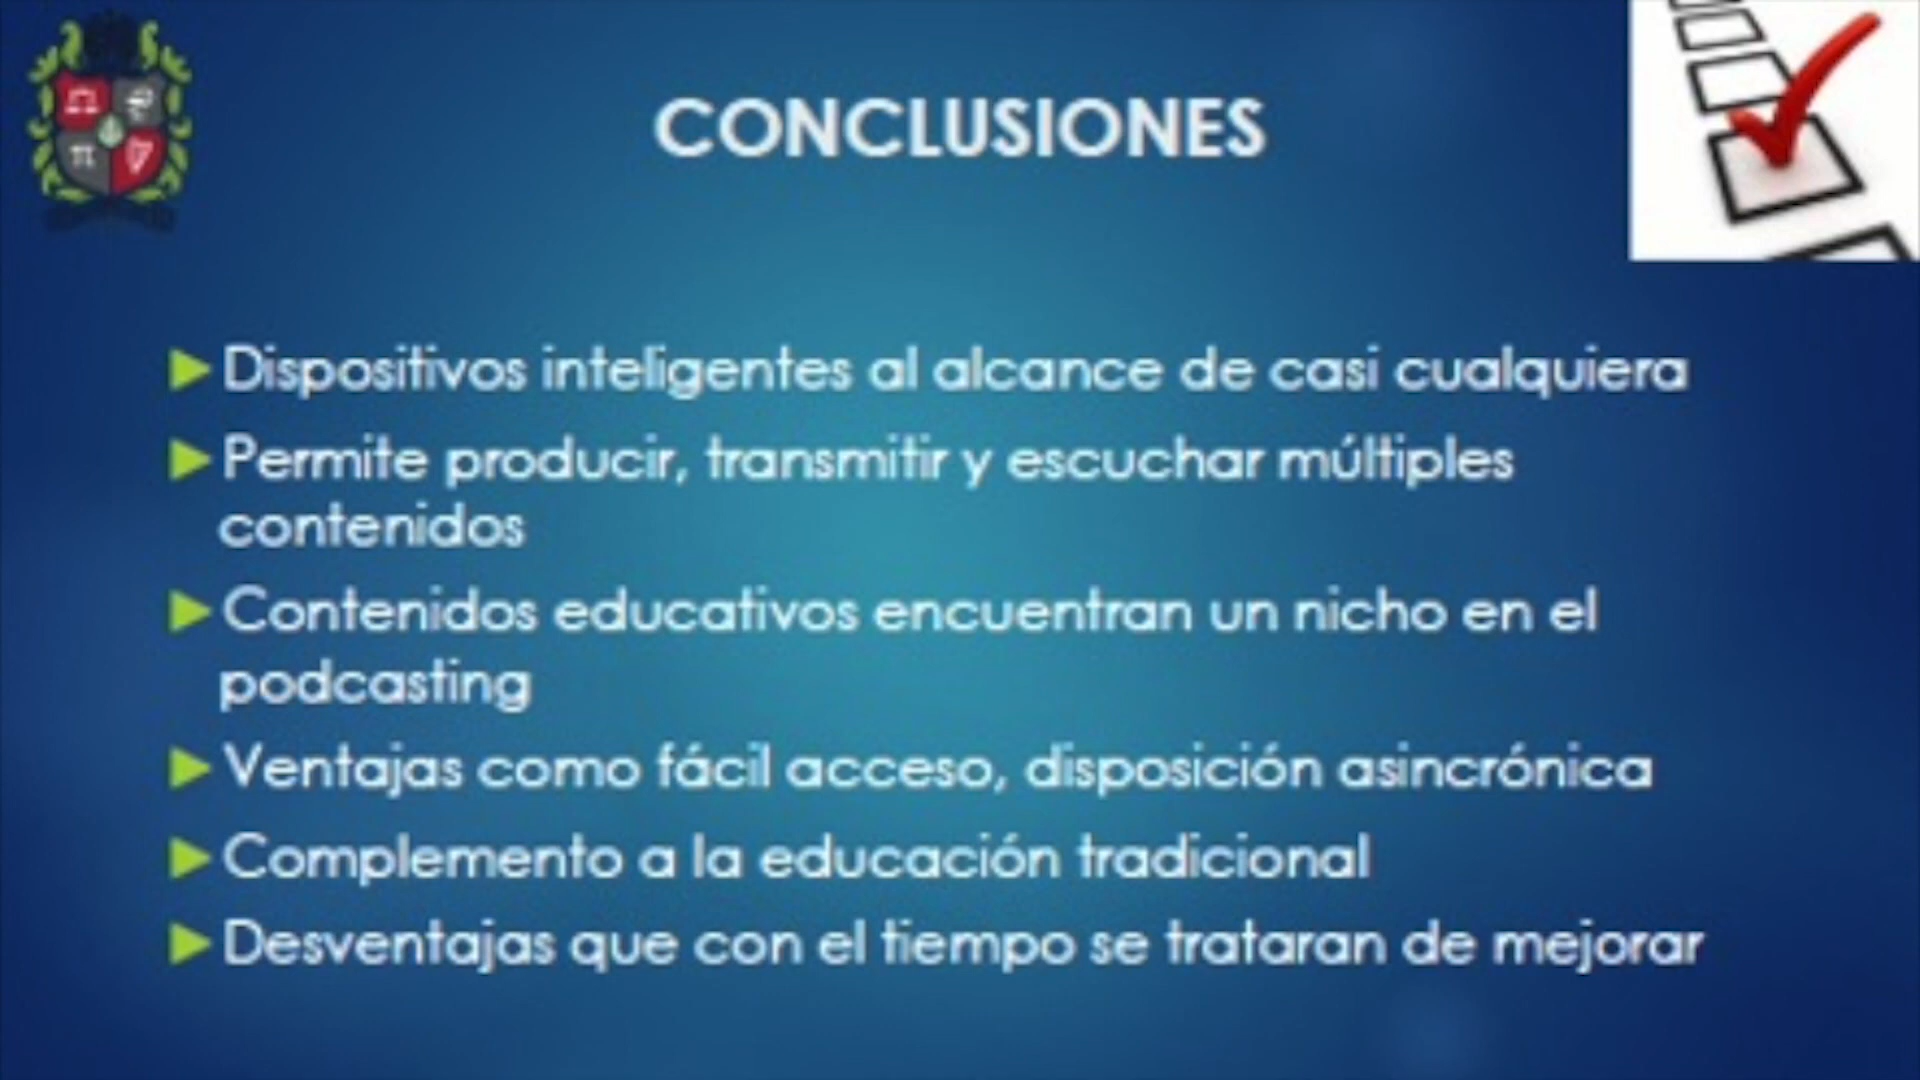 CONCLUSIONES
Dispositivos inteligentes al alcance de casi cualquiera
Permite producir, transmitir y escuchar múltiples
contenidos
Contenidos educativos encuentran un nicho en el
podcasting
Ventajas como fácil acceso, disposición asincrónica
Complemento a la educación tradicional
Desventajas que con el tiempo se trataran de mejorar